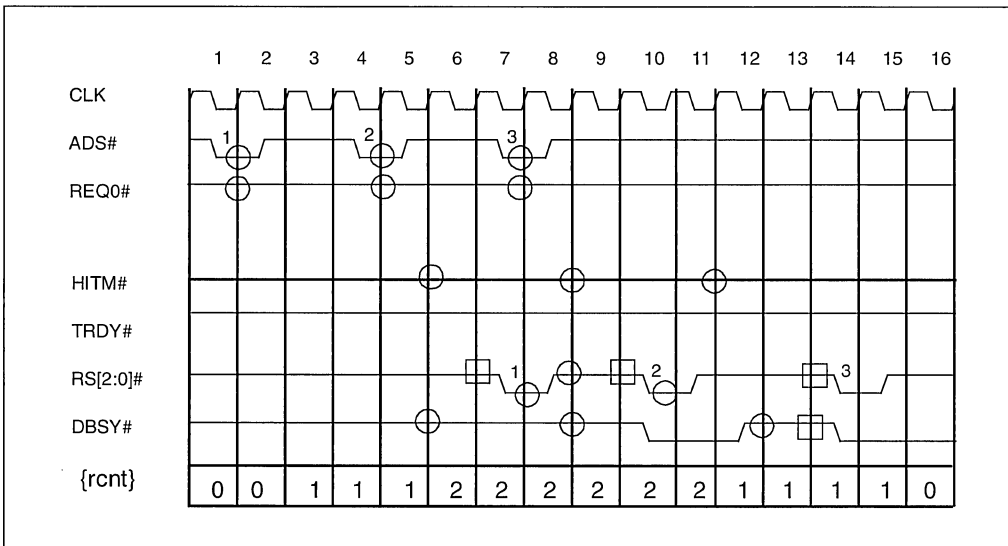 1 2 3 4 5 6 7 8 9 10 11 12 13 14 15 16
CLK
ADS# 1 2 3
REQ0#
HITM#
TRDY#
RS[2:0]# 1 2 3
DBSY#
{rcnt} 0 0 1 1 1 2 2 2 2 2 2 1 1 1 1 0